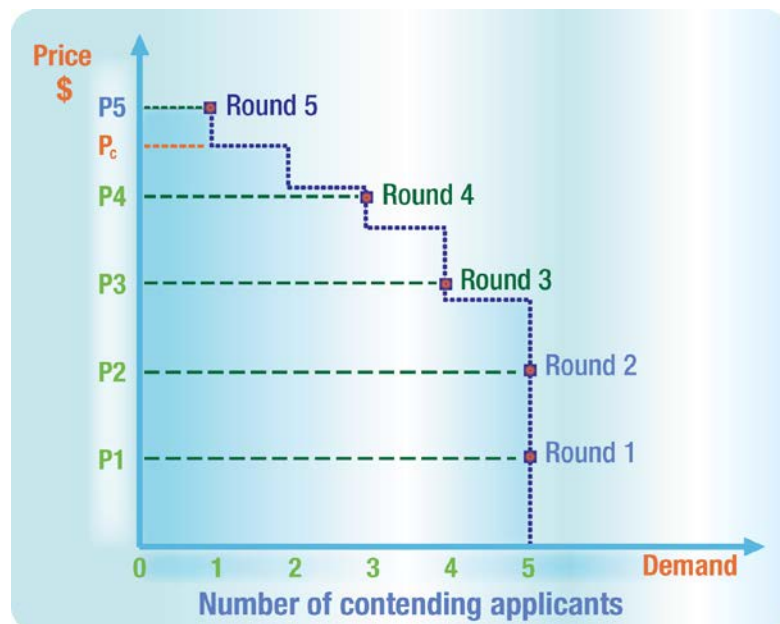 Price
$
P5
Round 5
Pc
P4
Round 4
P3
Round 3
P2
Round 2
P1
Round 1
0 1 2 3 4 5 Demand
Number of contending applicants